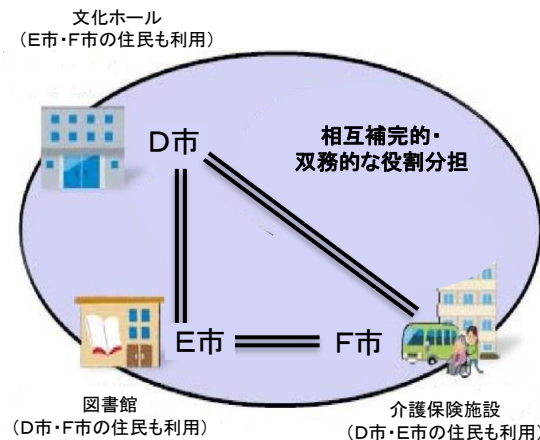 文化ホール
（E市・F市の住民も利用）
D市
相互補完的・
双務的な役割分担
E市
F市
図書館
（D市・F市の住民も利用）
介護保険施設
（D市・E市の住民も利用）